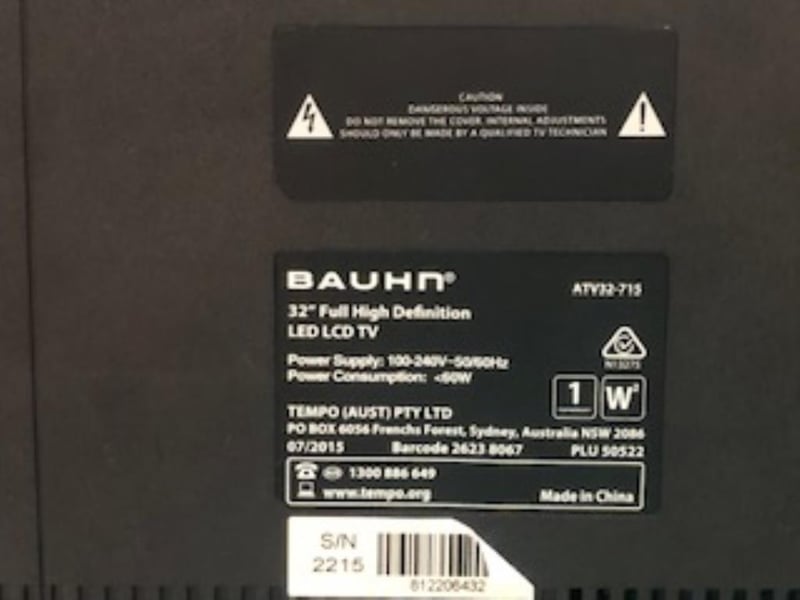 CAUTION
DANGEROUS VOLTAGE INSIDE
DO NOT REMOVE THE COVER. INTERNAL ADJUSTMENTS
SHOULD ONLY BE MADE BY A QUALIFIED TV TECHNICIAN
BAUHN® ATV32-715
32" Full High Definition
LED LCD TV
N13275
Power Supply: 100-240V~50/60Hz
Power Consumption: <60W
1 W²
TEMPO (AUST) PTY LTD
PO BOX 6056 Frenchs Forest, Sydney, Australia NSW 2086
07/2015 Barcode 2623 8067 PLU 50522
1300 886 649
www.tempo.org Made in China
S/N
2215
812206432